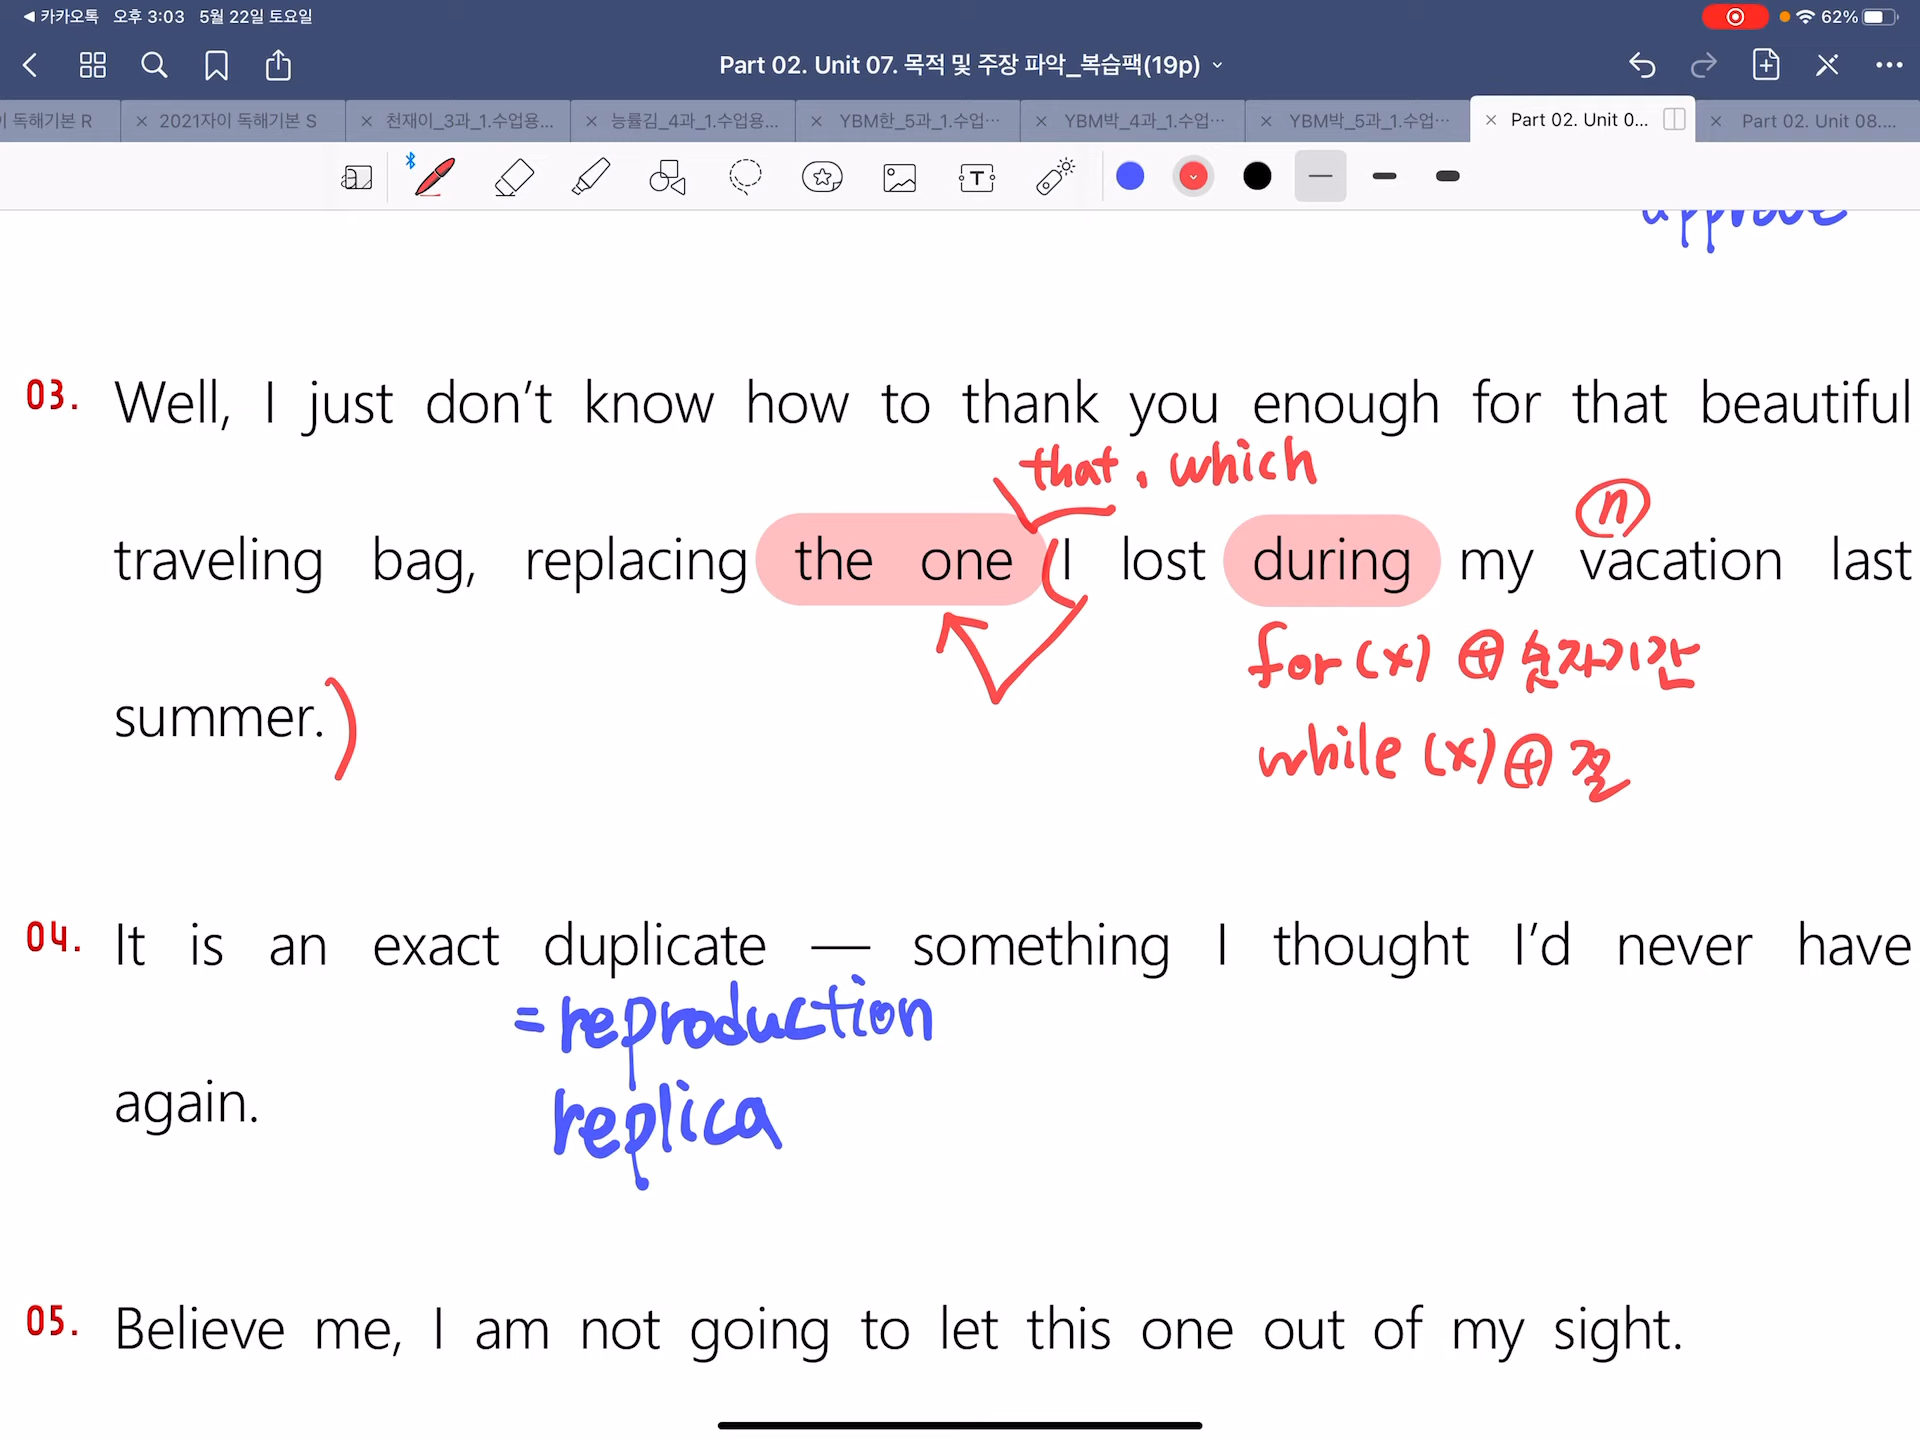 ◀ 카카오톡 오후 3:03 5월 22일 토요일 62%
Part 02. Unit 07. 목적 및 주장 파악_복습팩(19p)
이 독해기본 R × 2021자이 독해기본 S × 천재이_3과_1.수업용... × 능률김_4과_1.수업용... × YBM한_5과_1.수업... × YBM박_4과_1.수업... × YBM박_5과_1.수업... × Part 02. Unit 0... × Part 02. Unit 08....
approve
03. Well, I just don't know how to thank you enough for that beautiful
that, which
n
traveling bag, replacing the one (I lost during my vacation last
for (x) ⊕ 숫자기간
summer.)
while (x) ⊕ 절
04. It is an exact duplicate — something I thought I'd never have
= reproduction
again.
replica
05. Believe me, I am not going to let this one out of my sight.